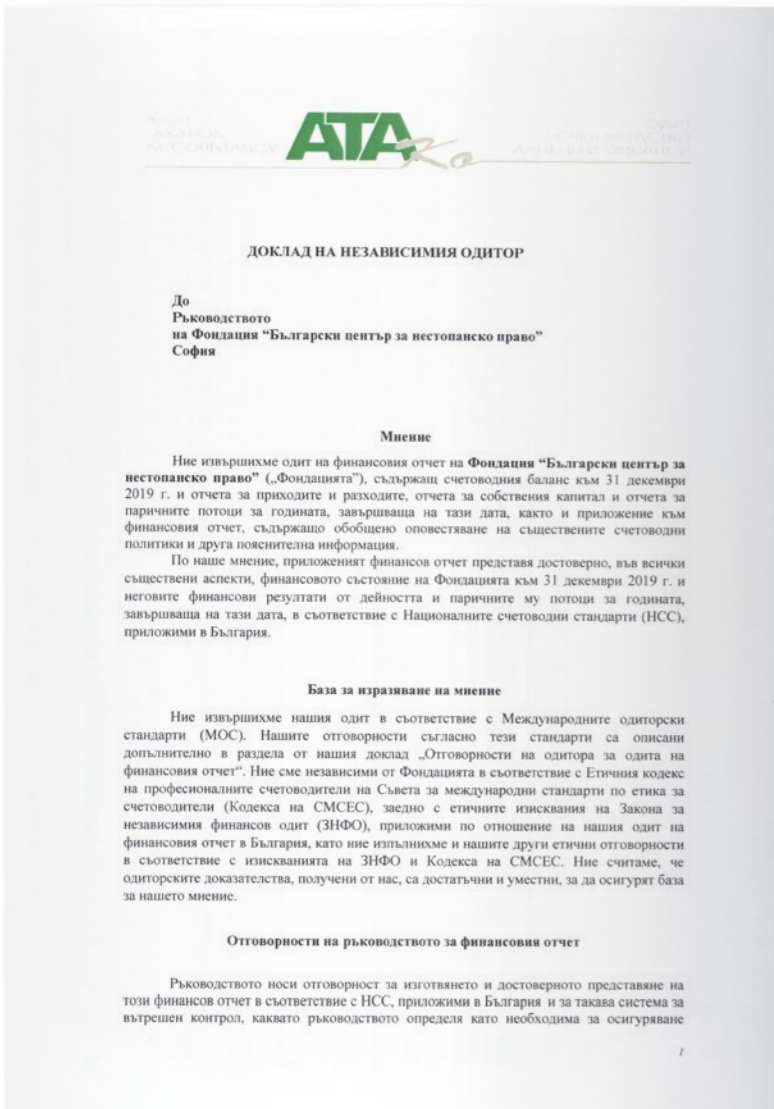 AUDIT
TAXATION
ACCOUNTANCY
АТА
Ко
ОДИТ
СЧЕТОВОДСТВО
ДАНЪЦИ И ФИНАНСИ
ДОКЛАД НА НЕЗАВИСИМИЯ ОДИТОР
До
Ръководството
на Фондация “Български център за нестопанско право”
София
Мнение
Ние извършихме одит на финансовия отчет на Фондация “Български център за
нестопанско право” („Фондацията”), съдържащ счетоводния баланс към 31 декември
2019 г. и отчета за приходите и разходите, отчета за собствения капитал и отчета за
паричните потоци за годината, завършваща на тази дата, както и приложение към
финансовия отчет, съдържащо обобщено оповестяване на съществените счетоводни
политики и друга пояснителна информация.
По наше мнение, приложеният финансов отчет представя достоверно, във всички
съществени аспекти, финансовото състояние на Фондацията към 31 декември 2019 г. и
неговите финансови резултати от дейността и паричните му потоци за годината,
завършваща на тази дата, в съответствие с Националните счетоводни стандарти (НСС),
приложими в България.
База за изразяване на мнение
Ние извършихме нашия одит в съответствие с Международните одиторски
стандарти (МОС). Нашите отговорности съгласно тези стандарти са описани
допълнително в раздела от нашия доклад „Отговорности на одитора за одита на
финансовия отчет“. Ние сме независими от Фондацията в съответствие с Етичния кодекс
на професионалните счетоводители на Съвета за международни стандарти по етика за
счетоводители (Кодекса на СМСЕС), заедно с етичните изисквания на Закона за
независимия финансов одит (ЗНФО), приложими по отношение на нашия одит на
финансовия отчет в България, като ние изпълнихме и нашите други етични отговорности
в съответствие с изискванията на ЗНФО и Кодекса на СМСЕС. Ние считаме, че
одиторските доказателства, получени от нас, са достатъчни и уместни, за да осигурят база
за нашето мнение.
Отговорности на ръководството за финансовия отчет
Ръководството носи отговорност за изготвянето и достоверното представяне на
този финансов отчет в съответствие с НСС, приложими в България и за такава система за
вътрешен контрол, каквато ръководството определя като необходима за осигуряване
1